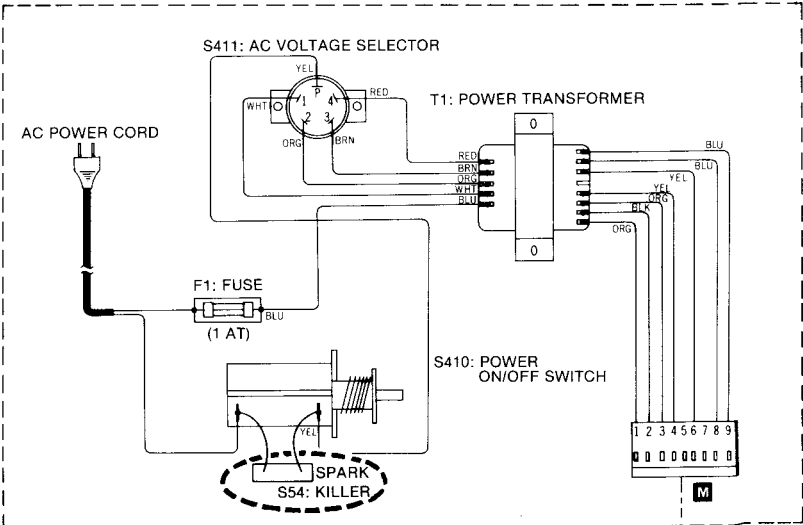 S411: AC VOLTAGE SELECTOR
YEL
P
1
4
2
3
WHT
RED
ORG
BRN
T1: POWER TRANSFORMER
AC POWER CORD
0
RED
BRN
ORG
WHT
BLU
BLU
BLU
YEL
YEL
ORG
BLK
ORG
0
F1: FUSE
BLU
(1 AT)
S410: POWER
ON/OFF SWITCH
YEL
SPARK
S54: KILLER
1 2 3 4 5 6 7 8 9
M